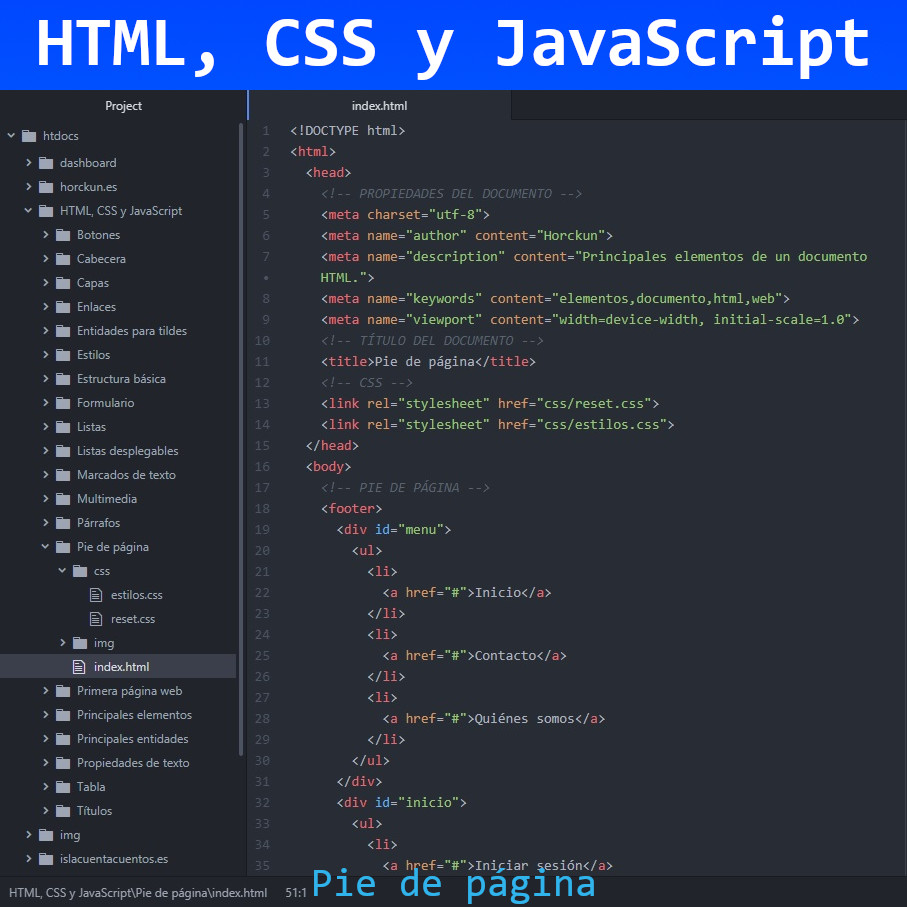 HTML, CSS y JavaScript
Project
htdocs
dashboard
horckun.es
HTML, CSS y JavaScript
Botones
Cabecera
Capas
Enlaces
Entidades para tildes
Estilos
Estructura básica
Formulario
Listas
Listas desplegables
Marcados de texto
Multimedia
Párrafos
Pie de página
css
estilos.css
reset.css
img
index.html
Primera página web
Principales elementos
Principales entidades
Propiedades de texto
Tabla
Títulos
img
islacuentacuentos.es
index.html
1 <!DOCTYPE html>
2 <html>
3 <head>
4 <!-- PROPIEDADES DEL DOCUMENTO -->
5 <meta charset="utf-8">
6 <meta name="author" content="Horckun">
7 <meta name="description" content="Principales elementos de un documento
• HTML.">
8 <meta name="keywords" content="elementos,documento,html,web">
9 <meta name="viewport" content="width=device-width, initial-scale=1.0">
10 <!-- TÍTULO DEL DOCUMENTO -->
11 <title>Pie de página</title>
12 <!-- CSS -->
13 <link rel="stylesheet" href="css/reset.css">
14 <link rel="stylesheet" href="css/estilos.css">
15 </head>
16 <body>
17 <!-- PIE DE PÁGINA -->
18 <footer>
19 <div id="menu">
20 <ul>
21 <li>
22 <a href="#">Inicio</a>
23 </li>
24 <li>
25 <a href="#">Contacto</a>
26 </li>
27 <li>
28 <a href="#">Quiénes somos</a>
29 </li>
30 </ul>
31 </div>
32 <div id="inicio">
33 <ul>
34 <li>
35 <a href="#">Iniciar sesión</a>
HTML, CSS y JavaScript\Pie de página\index.html 51:1
Pie de página